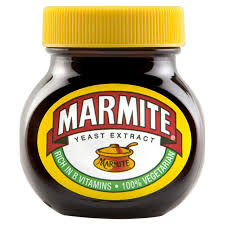 MARMITE
YEAST EXTRACT
MARMITE
RICH IN B VITAMINS • 100% VEGETARIAN